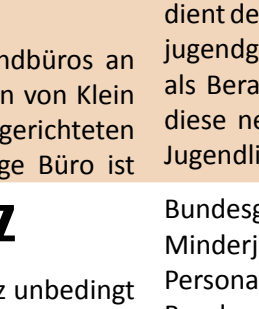 ndbüros an
n von Klein
gerichteten
ge Büro ist
z
z unbedingt
dient de
jugendg
als Bera
diese ne
Jugendli
Bundesg
Minderj
Persona